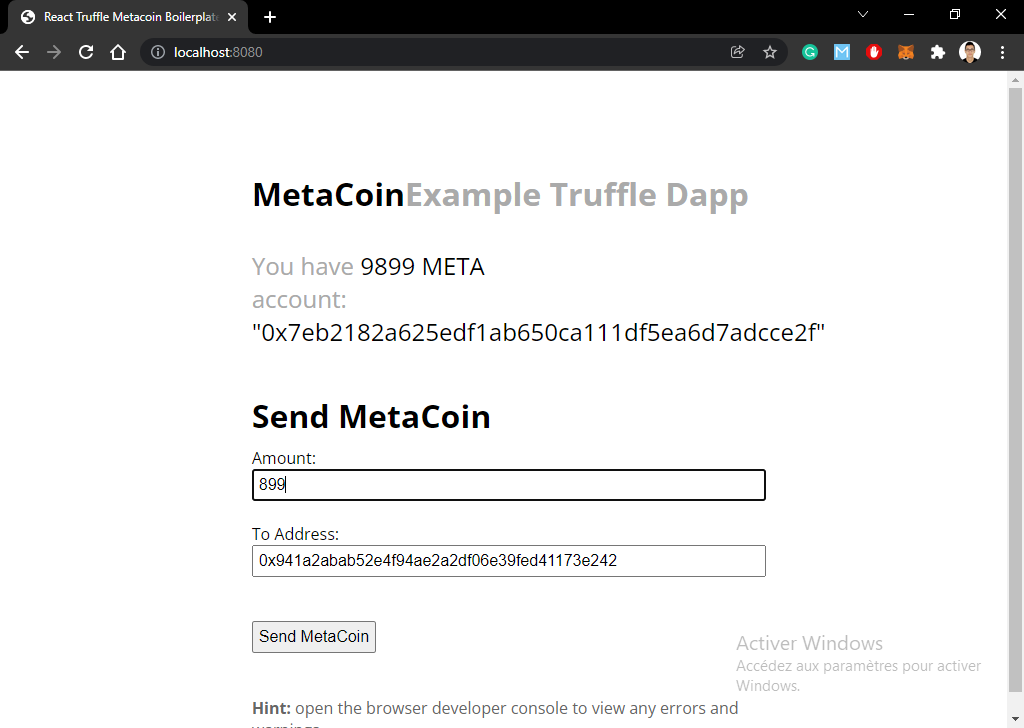 React Truffle Metacoin Boilerplate
localhost:8080
MetaCoinExample Truffle Dapp
You have 9899 META
account:
"0x7eb2182a625edf1ab650ca111df5ea6d7adcce2f"
Send MetaCoin
Amount:
899
To Address:
0x941a2abab52e4f94ae2a2df06e39fed41173e242
Send MetaCoin
Activer Windows
Accédez aux paramètres pour activer
Windows.
Hint: open the browser developer console to view any errors and
warnings.